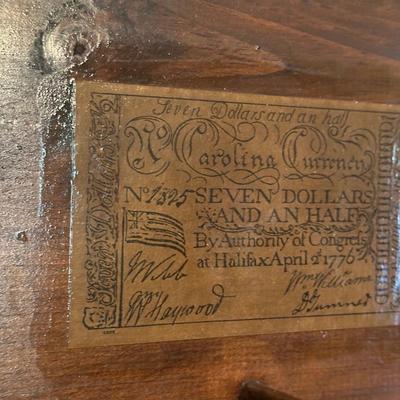 Seven Dollars and an half
No Carolina Currency
No 1325 SEVEN DOLLARS
AND AN HALF
By Authority of Congress
at Halifax April 2d 1776
Wm Williams
Wm Haywood